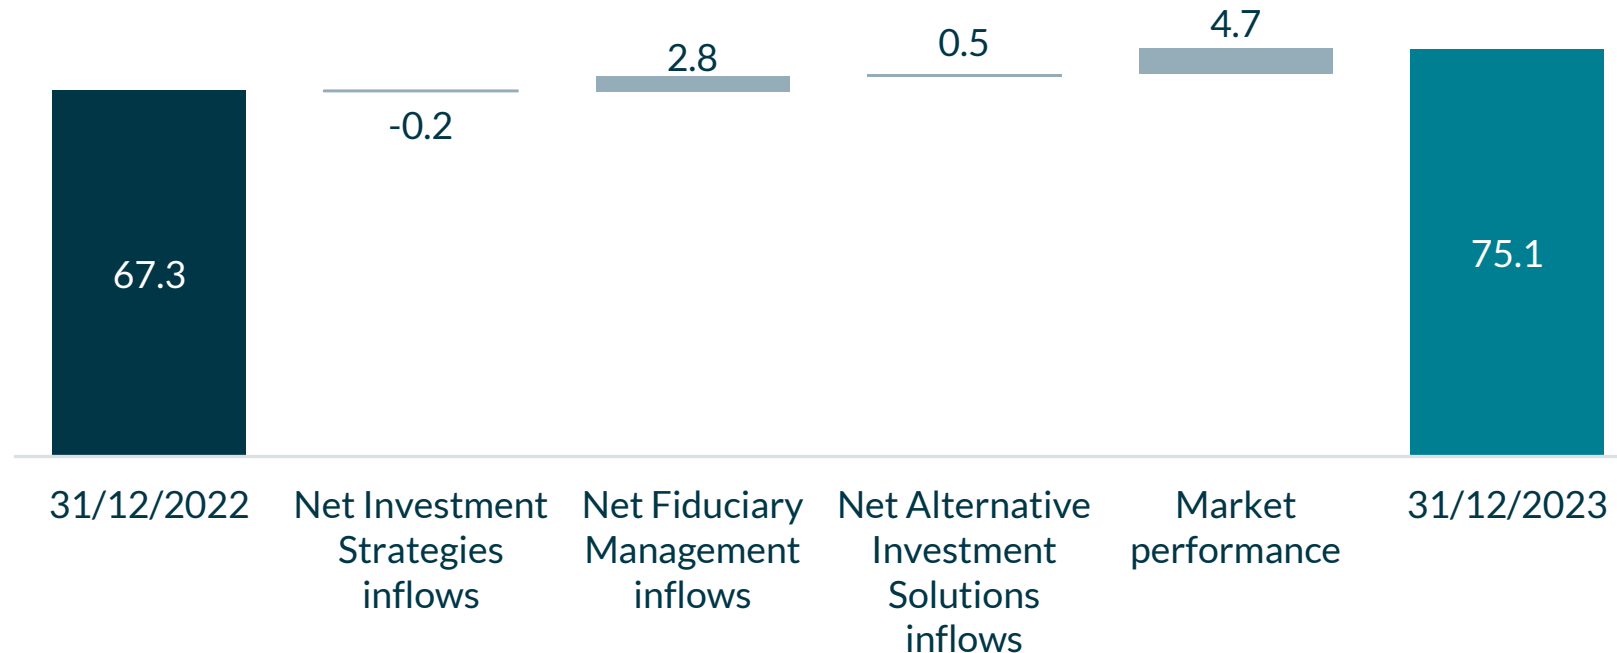 2.8
0.5
4.7
-0.2
67.3
75.1
31/12/2022
Net Investment
Strategies
inflows
Net Fiduciary
Management
inflows
Net Alternative
Investment
Solutions
inflows
Market
performance
31/12/2023